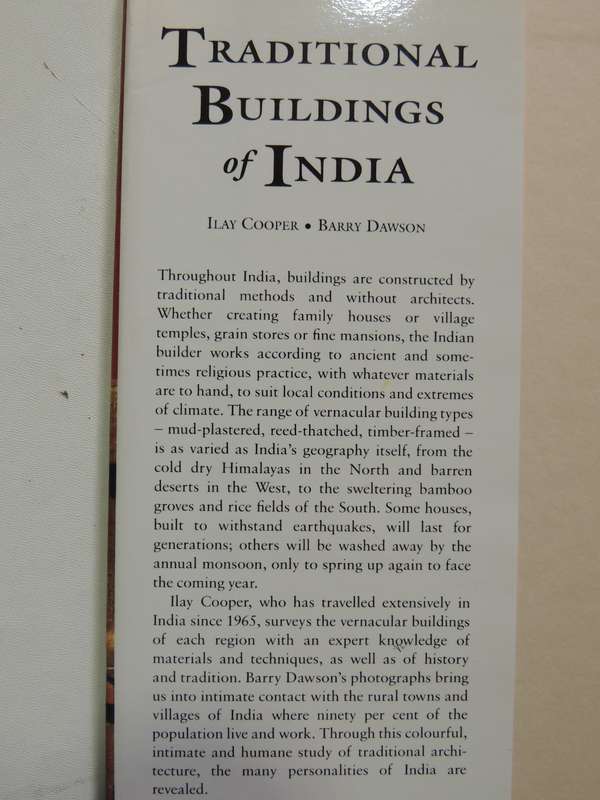 TRADITIONAL
BUILDINGS
of INDIA
ILAY COOPER • BARRY DAWSON
Throughout India, buildings are constructed by
traditional methods and without architects.
Whether creating family houses or village
temples, grain stores or fine mansions, the Indian
builder works according to ancient and some-
times religious practice, with whatever materials
are to hand, to suit local conditions and extremes
of climate. The range of vernacular building types
– mud-plastered, reed-thatched, timber-framed –
is as varied as India's geography itself, from the
cold dry Himalayas in the North and barren
deserts in the West, to the sweltering bamboo
groves and rice fields of the South. Some houses,
built to withstand earthquakes, will last for
generations; others will be washed away by the
annual monsoon, only to spring up again to face
the coming year.
Ilay Cooper, who has travelled extensively in
India since 1965, surveys the vernacular buildings
of each region with an expert knowledge of
materials and techniques, as well as of history
and tradition. Barry Dawson's photographs bring
us into intimate contact with the rural towns and
villages of India where ninety per cent of the
population live and work. Through this colourful,
intimate and humane study of traditional archi-
tecture, the many personalities of India are
revealed.